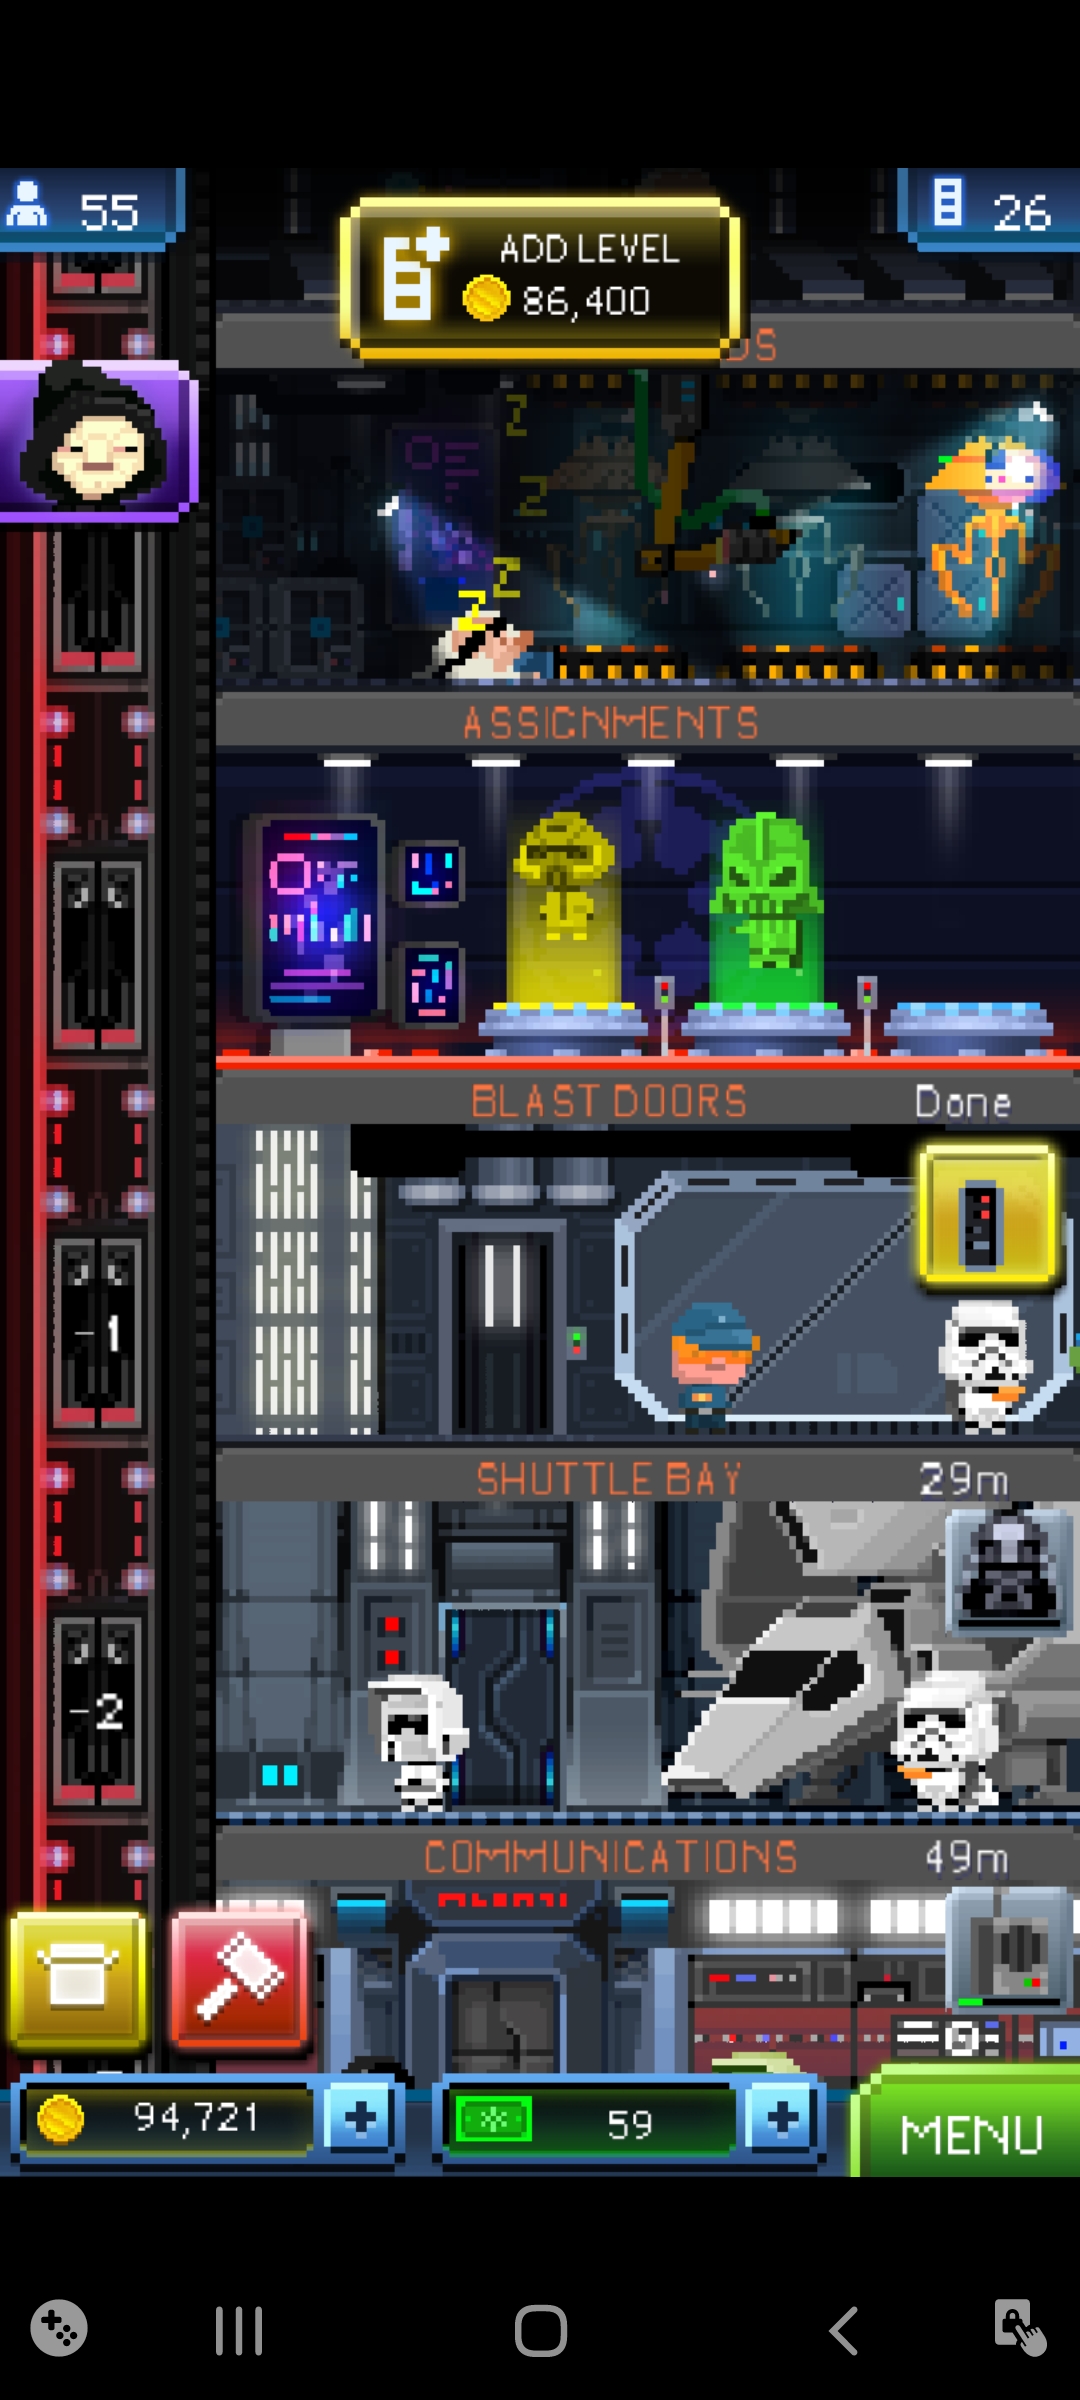 55
ADD LEVEL
86,400
26
DS
Z
Z
Z
Z
ASSIGNMENTS
BLAST DOORS
Done
-1
SHUTTLE BAY
29m
-2
COMMUNICATIONS
49m
94,721
+
59
+
MENU